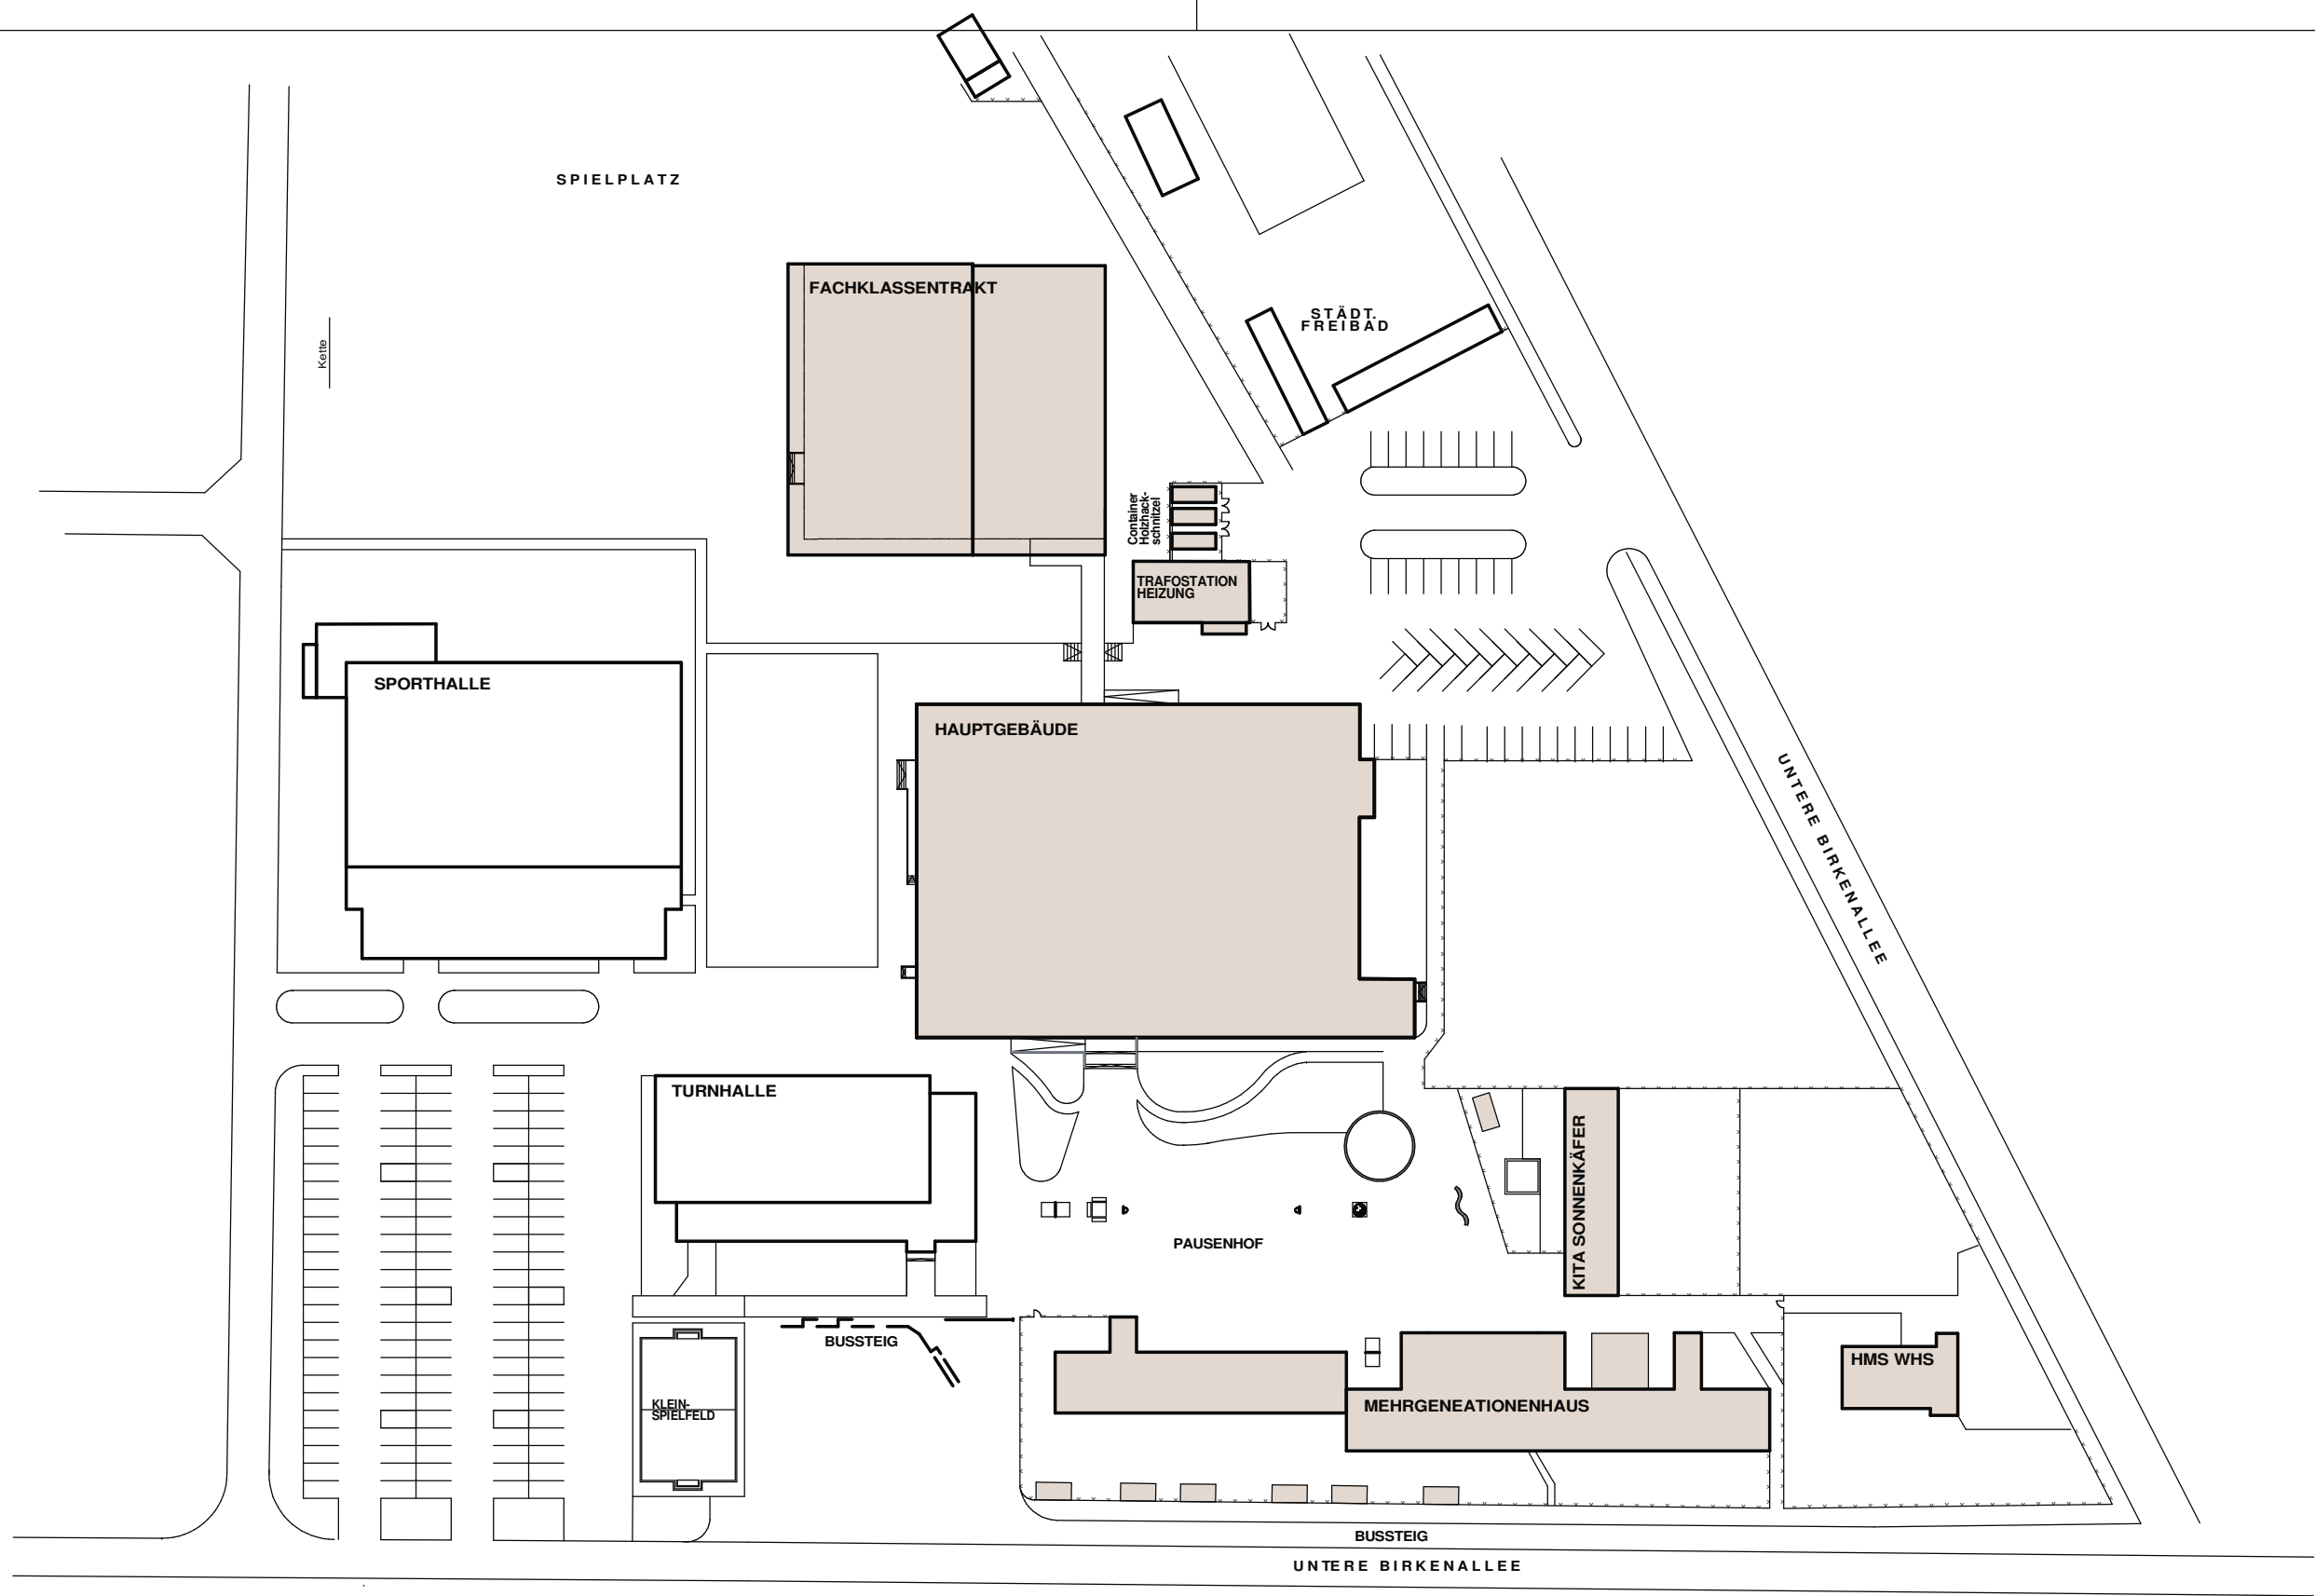 SPIELPLATZ
FACHKLASSENTRAKT
STÄDT.
FREIBAD
Kette
Container
Holzhack-
schnitzel
TRAFOSTATION
HEIZUNG
SPORTHALLE
HAUPTGEBÄUDE
UNTERE BIRKENALLEE
TURNHALLE
KITA SONNENKÄFER
PAUSENHOF
BUSSTEIG
HMS WHS
KLEIN-
SPIELFELD
MEHRGENEATIONENHAUS
BUSSTEIG
UNTERE BIRKENALLEE